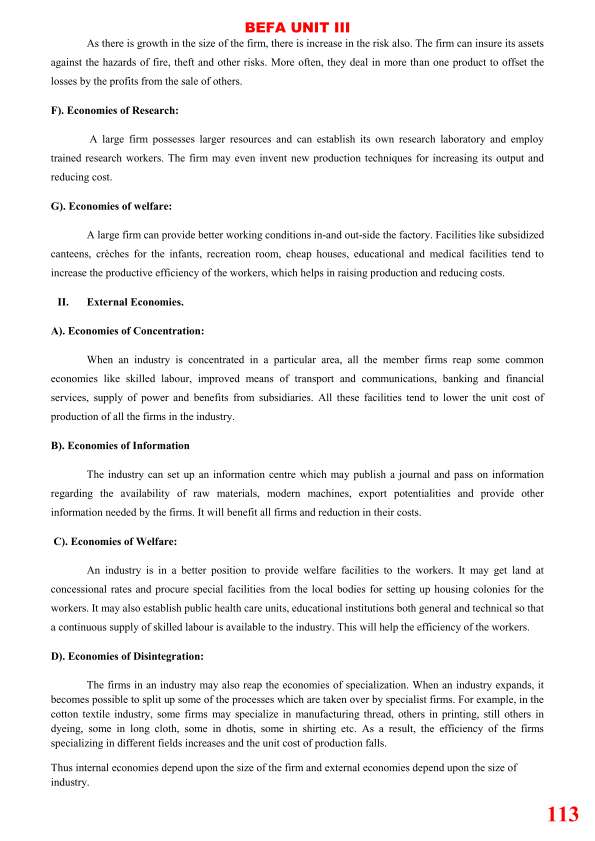 BEFA UNIT III
As there is growth in the size of the firm, there is increase in the risk also. The firm can insure its assets
against the hazards of fire, theft and other risks. More often, they deal in more than one product to offset the
losses by the profits from the sale of others.
F). Economies of Research:
A large firm possesses larger resources and can establish its own research laboratory and employ
trained research workers. The firm may even invent new production techniques for increasing its output and
reducing cost.
G). Economies of welfare:
A large firm can provide better working conditions in-and out-side the factory. Facilities like subsidized
canteens, crèches for the infants, recreation room, cheap houses, educational and medical facilities tend to
increase the productive efficiency of the workers, which helps in raising production and reducing costs.
II. External Economies.
A). Economies of Concentration:
When an industry is concentrated in a particular area, all the member firms reap some common
economies like skilled labour, improved means of transport and communications, banking and financial
services, supply of power and benefits from subsidiaries. All these facilities tend to lower the unit cost of
production of all the firms in the industry.
B). Economies of Information
The industry can set up an information centre which may publish a journal and pass on information
regarding the availability of raw materials, modern machines, export potentialities and provide other
information needed by the firms. It will benefit all firms and reduction in their costs.
C). Economies of Welfare:
An industry is in a better position to provide welfare facilities to the workers. It may get land at
concessional rates and procure special facilities from the local bodies for setting up housing colonies for the
workers. It may also establish public health care units, educational institutions both general and technical so that
a continuous supply of skilled labour is available to the industry. This will help the efficiency of the workers.
D). Economies of Disintegration:
The firms in an industry may also reap the economies of specialization. When an industry expands, it
becomes possible to split up some of the processes which are taken over by specialist firms. For example, in the
cotton textile industry, some firms may specialize in manufacturing thread, others in printing, still others in
dyeing, some in long cloth, some in dhotis, some in shirting etc. As a result, the efficiency of the firms
specializing in different fields increases and the unit cost of production falls.
Thus internal economies depend upon the size of the firm and external economies depend upon the size of
industry.
113